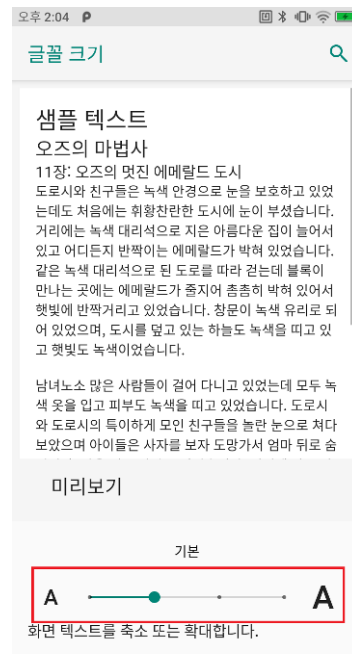 오후 2:04
글꼴 크기
샘플 텍스트
오즈의 마법사
11장: 오즈의 멋진 에메랄드 도시
도로시와 친구들은 녹색 안경으로 눈을 보호하고 있었
는데도 처음에는 휘황찬란한 도시에 눈이 부셨습니다.
거리에는 녹색 대리석으로 지은 아름다운 집이 늘어서
있고 어디든지 반짝이는 에메랄드가 박혀 있었습니다.
같은 녹색 대리석으로 된 도로를 따라 걷는데 블록이
만나는 곳에는 에메랄드가 줄지어 촘촘히 박혀 있어서
햇빛에 반짝거리고 있었습니다. 창문이 녹색 유리로 되
어 있었으며, 도시를 덮고 있는 하늘도 녹색을 띠고 있
고 햇빛도 녹색이었습니다.
남녀노소 많은 사람들이 걸어 다니고 있었는데 모두 녹
색 옷을 입고 피부도 녹색을 띠고 있었습니다. 도로시
와 도로시의 특이하게 모인 친구들을 놀란 눈으로 쳐다
보았으며 아이들은 사자를 보자 도망가서 엄마 뒤로 숨
미리보기
기본
A A
화면 텍스트를 축소 또는 확대합니다.